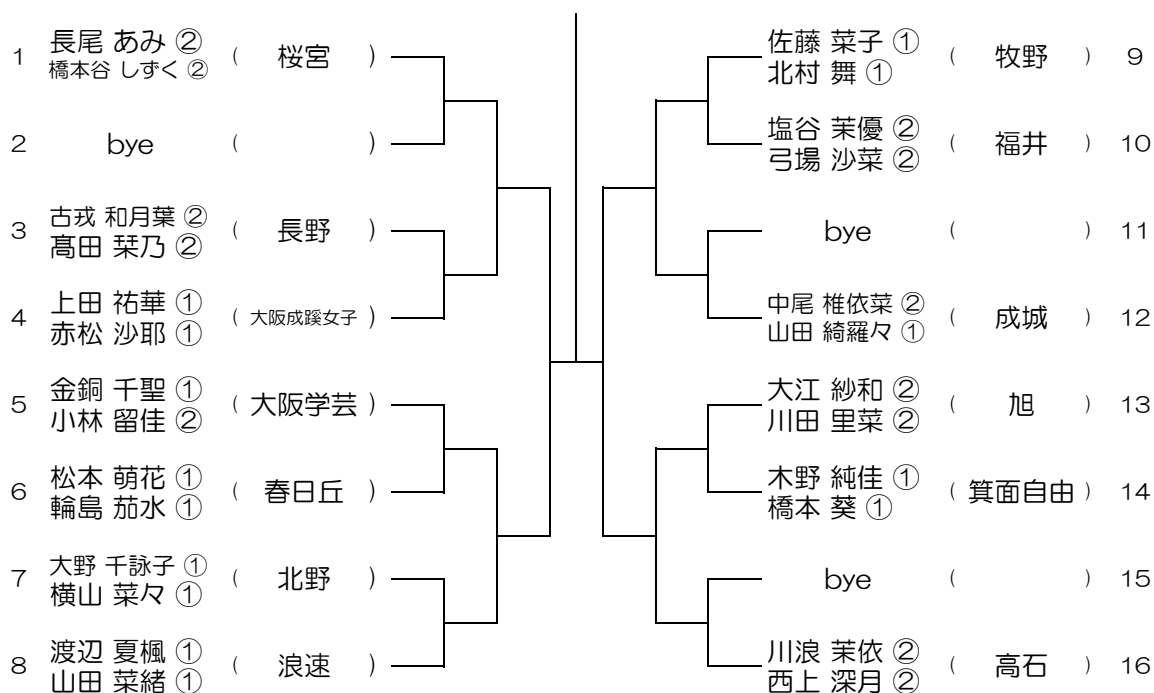 1 長尾 あみ ② ( 桜宮 )
橋本谷 しずく ②
2 bye ( )
3 古戎 和月葉 ② ( 長野 )
髙田 栞乃 ②
4 上田 祐華 ① ( 大阪成蹊女子 )
赤松 沙耶 ①
5 金銅 千聖 ① ( 大阪学芸 )
小林 留佳 ②
6 松本 萌花 ① ( 春日丘 )
輪島 茄水 ①
7 大野 千詠子 ① ( 北野 )
横山 菜々 ①
8 渡辺 夏楓 ① ( 浪速 )
山田 菜緒 ①
佐藤 菜子 ① ( 牧野 ) 9
北村 舞 ①
塩谷 茉優 ② ( 福井 ) 10
弓場 沙菜 ②
bye ( ) 11
中尾 椎依菜 ② ( 成城 ) 12
山田 綺羅々 ①
大江 紗和 ② ( 旭 ) 13
川田 里菜 ②
木野 純佳 ① ( 箕面自由 ) 14
橋本 葵 ①
bye ( ) 15
川浪 茉依 ② ( 高石 ) 16
西上 深月 ②